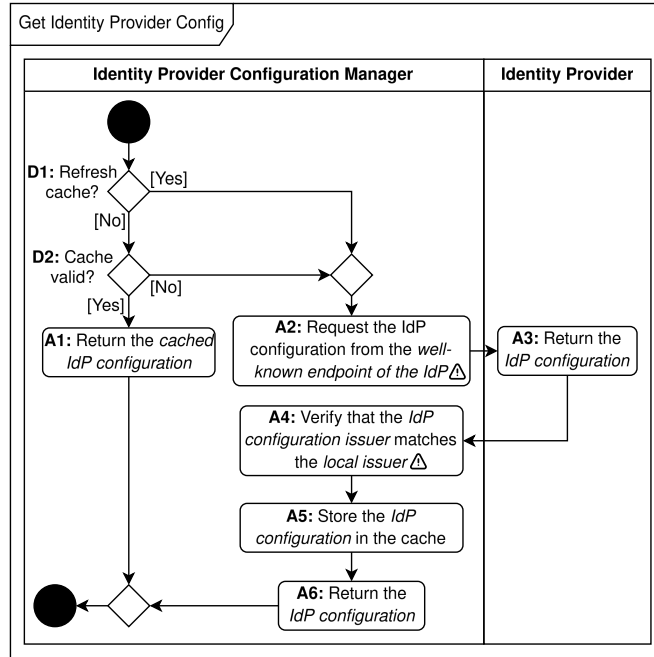 Get Identity Provider Config
Identity Provider Configuration Manager
Identity Provider
D1: Refresh
cache?
[Yes]
[No]
D2: Cache
valid?
[No]
[Yes]
A1: Return the cached
IdP configuration
A2: Request the IdP
configuration from the well-
known endpoint of the IdP
A3: Return the
IdP configuration
A4: Verify that the IdP
configuration issuer matches
the local issuer
A5: Store the IdP
configuration in the cache
A6: Return the
IdP configuration